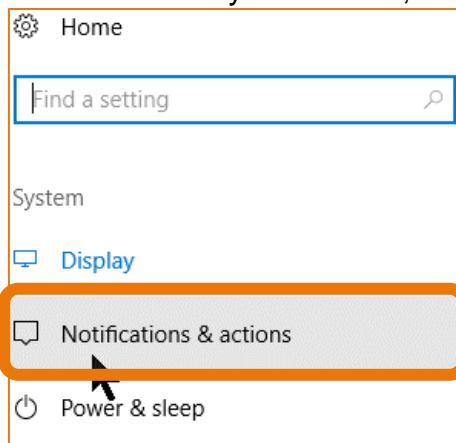 Home
Find a setting
System
Display
Notifications & actions
Power & sleep